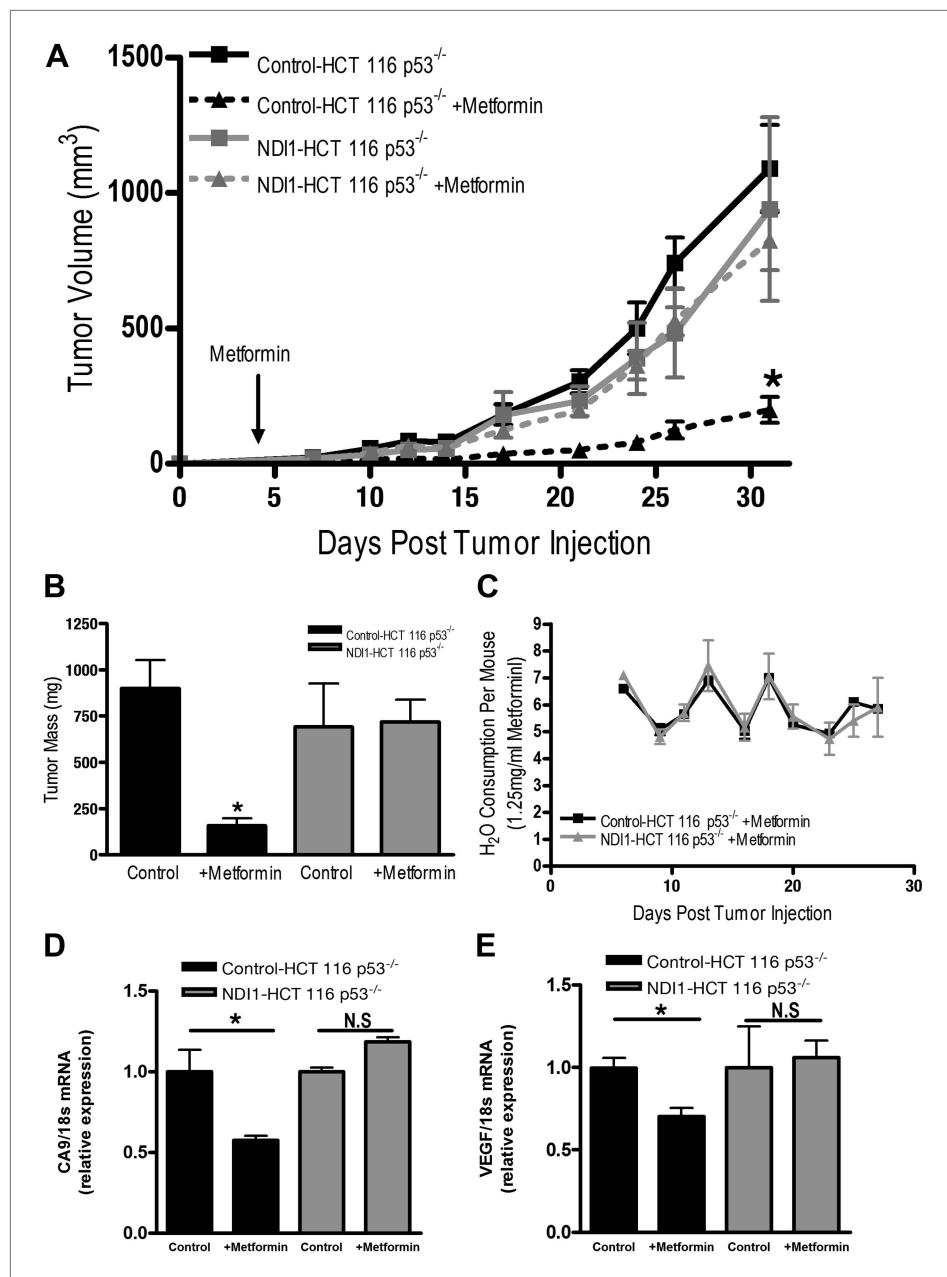 A
Tumor Volume (mm³)
1500
1000
500
0
Control-HCT 116 p53⁻/⁻
Control-HCT 116 p53⁻/⁻ +Metformin
NDI1-HCT 116 p53⁻/⁻
NDI1-HCT 116 p53⁻/⁻ +Metformin
Metformin
*
0 5 10 15 20 25 30
Days Post Tumor Injection
B
Tumor Mass (mg)
1250
1000
750
500
250
0
Control-HCT 116 p53⁻/⁻
NDI1-HCT 116 p53⁻/⁻
*
Control +Metformin Control +Metformin
C
H₂O Consumption Per Mouse
(1.25mg/ml Metforminl)
9
8
7
6
5
4
3
2
1
0
Control-HCT 116 p53⁻/⁻ +Metformin
NDI1-HCT 116 p53⁻/⁻ +Metformin
0 10 20 30
Days Post Tumor Injection
D
Control-HCT 116 p53⁻/⁻
NDI1-HCT 116 p53⁻/⁻
CA9/18s mRNA
(relative expression)
1.5
1.0
0.5
0.0
* N.S
Control +Metformin Control +Metformin
E
Control-HCT 116 p53⁻/⁻
NDI1-HCT 116 p53⁻/⁻
VEGF/18s mRNA
(relative expression)
1.5
1.0
0.5
0.0
* N.S
Control +Metformin Control +Metformin